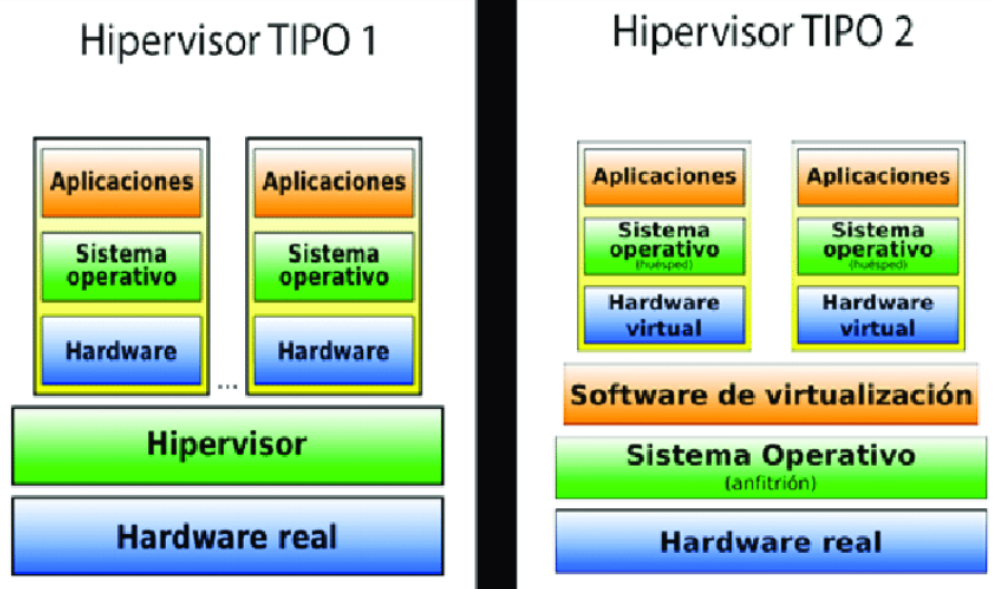 Hipervisor TIPO 1
Aplicaciones
Sistema
operativo
Hardware
Aplicaciones
Sistema
operativo
Hardware
...
Hipervisor
Hardware real
Hipervisor TIPO 2
Aplicaciones
Sistema
operativo
(huésped)
Hardware
virtual
Aplicaciones
Sistema
operativo
(huésped)
Hardware
virtual
Software de virtualización
Sistema Operativo
(anfitrión)
Hardware real